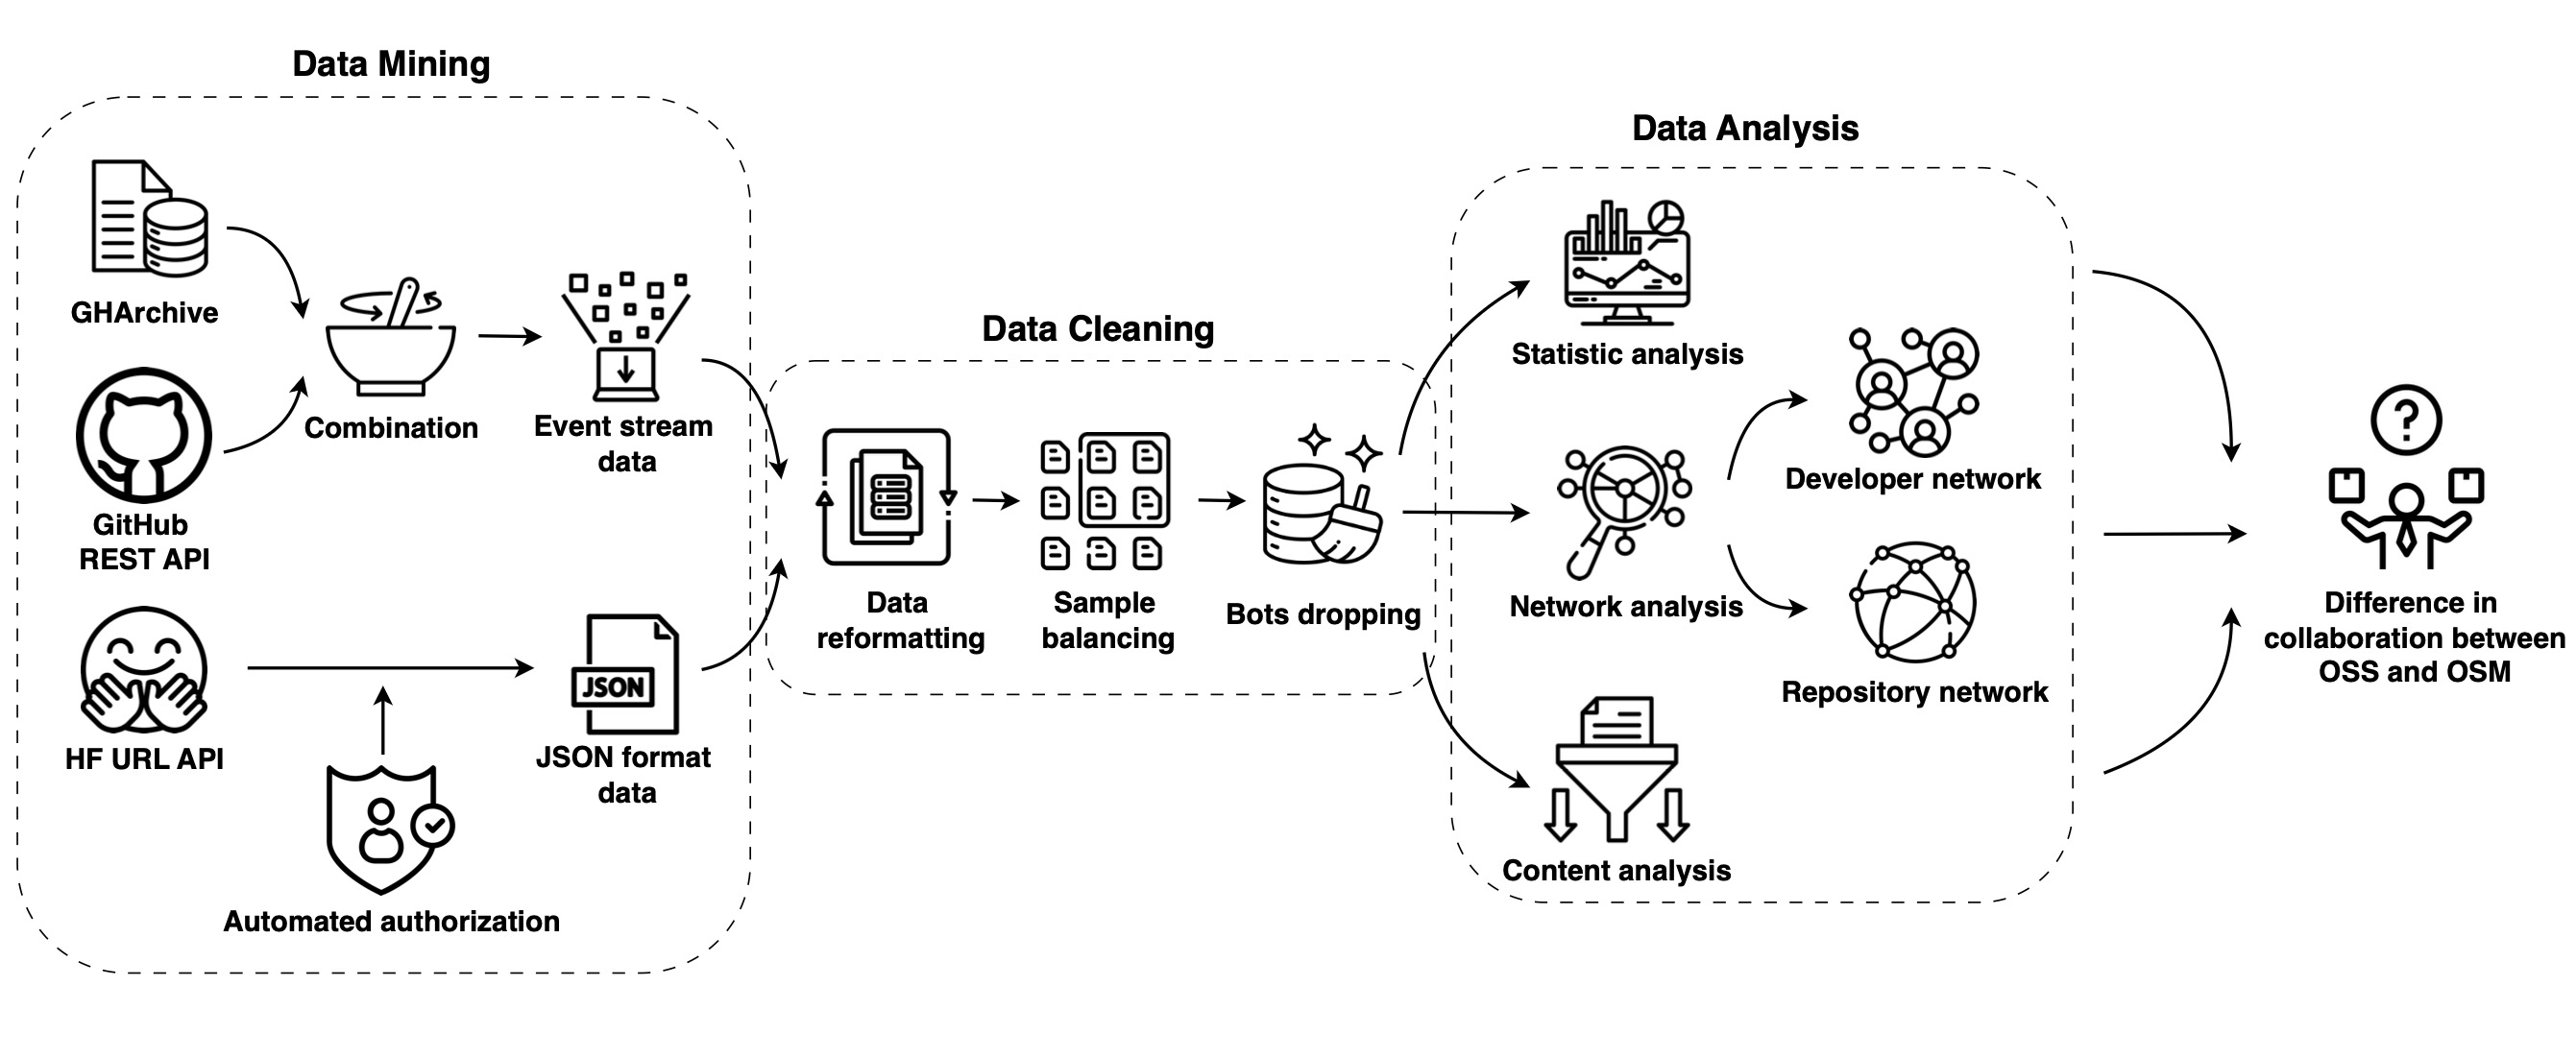 Data Mining
GHArchive
GitHub
REST API
HF URL API
Combination
Event stream
data
JSON
JSON format
data
Automated authorization
Data Cleaning
Data
reformatting
Sample
balancing
Bots dropping
Data Analysis
Statistic analysis
Network analysis
Content analysis
Developer network
Repository network
?
Difference in
collaboration between
OSS and OSM